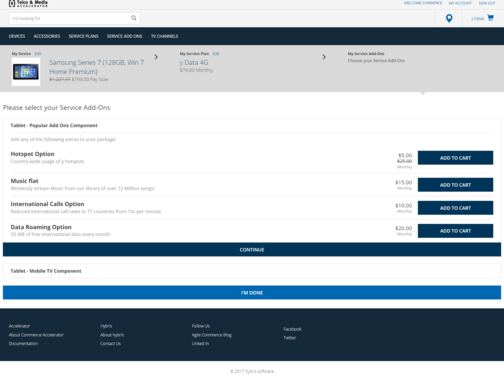 Telco & Media
ACCELERATOR
WELCOME COMMERCE MY ACCOUNT SIGN OUT
I'm looking for
2 ITEMS
DEVICES ACCESSORIES SERVICE PLANS SERVICE ADD ONS TV CHANNELS
My Device Edit
Samsung Series 7 (128GB, Win 7
Home Premium)
$799.00 Pay Now
My Service Plan Edit
y Data 4G
$79.00 Monthly
My Service Add-Ons
Choose your Service Add-Ons
Please select your Service Add-Ons
Tablet - Popular Add Ons Component
Add any of the following extras to your package:
Hotspot Option
Country-wide usage of y hotspots
$5.00
$25.00
Monthly
ADD TO CART
Music flat
Wirelessly stream Music from our library of over 12 Million songs!
$15.00
Monthly
ADD TO CART
International Calls Option
Reduced international call rates to 77 countries from 10c per minute
$10.00
Monthly
ADD TO CART
Data Roaming Option
50 MB of free international data every month
$20.00
Monthly
ADD TO CART
CONTINUE
Tablet - Mobile TV Component
I'M DONE
Accelerator
About Commerce Accelerator
Documentation
Hybris
About hybris
Contact Us
Follow Us
Agile Commerce Blog
Linked In
Facebook
Twitter
© 2017 hybris software